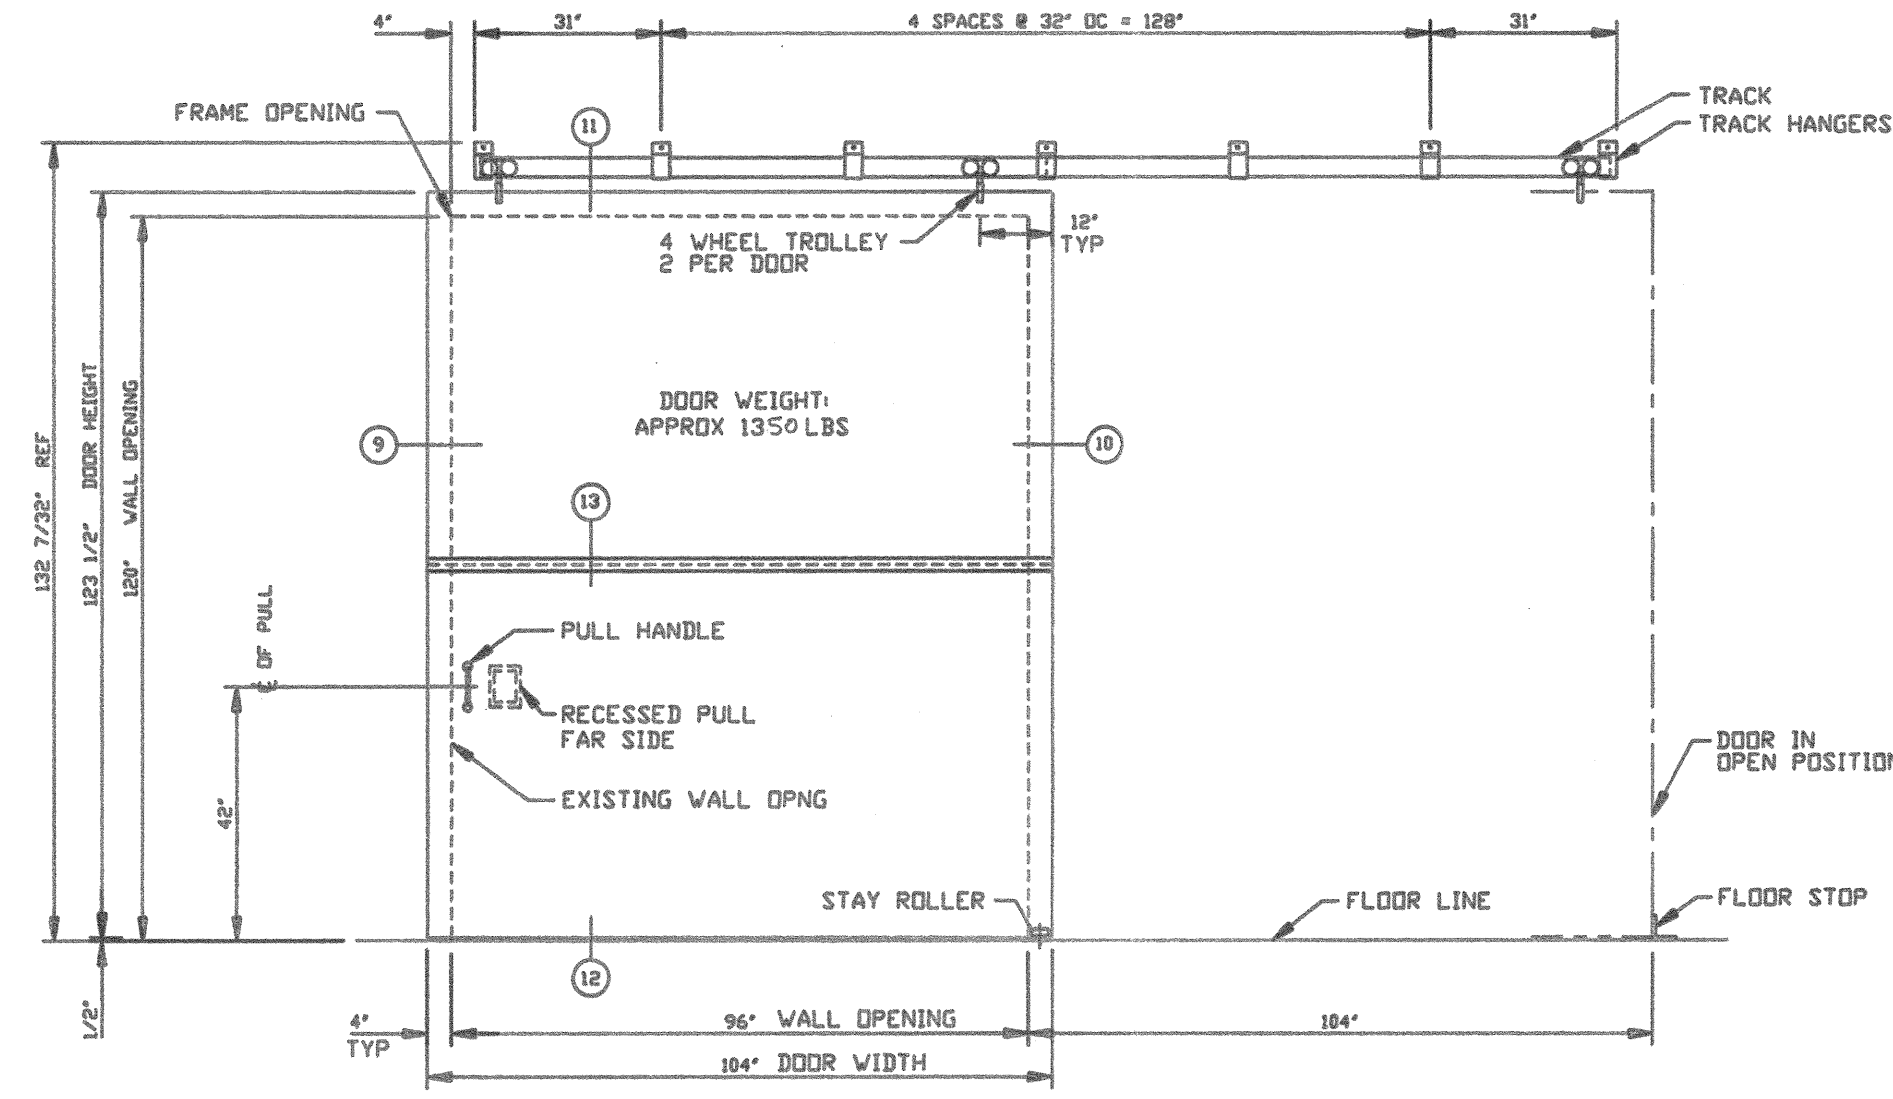 4"
31"
4 SPACES @ 32" OC = 128"
31"
FRAME OPENING
11
TRACK
TRACK HANGERS
12"
TYP
4 WHEEL TROLLEY
2 PER DOOR
DOOR WEIGHT:
APPROX 1350 LBS
9
10
13
132 7/32" REF
123 1/2" DOOR HEIGHT
120" WALL OPENING
℄ OF PULL
PULL HANDLE
RECESSED PULL
FAR SIDE
EXISTING WALL OPNG
42"
DOOR IN
OPEN POSITION
STAY ROLLER
FLOOR LINE
FLOOR STOP
12
1/2"
4"
TYP
96" WALL OPENING
104"
104" DOOR WIDTH